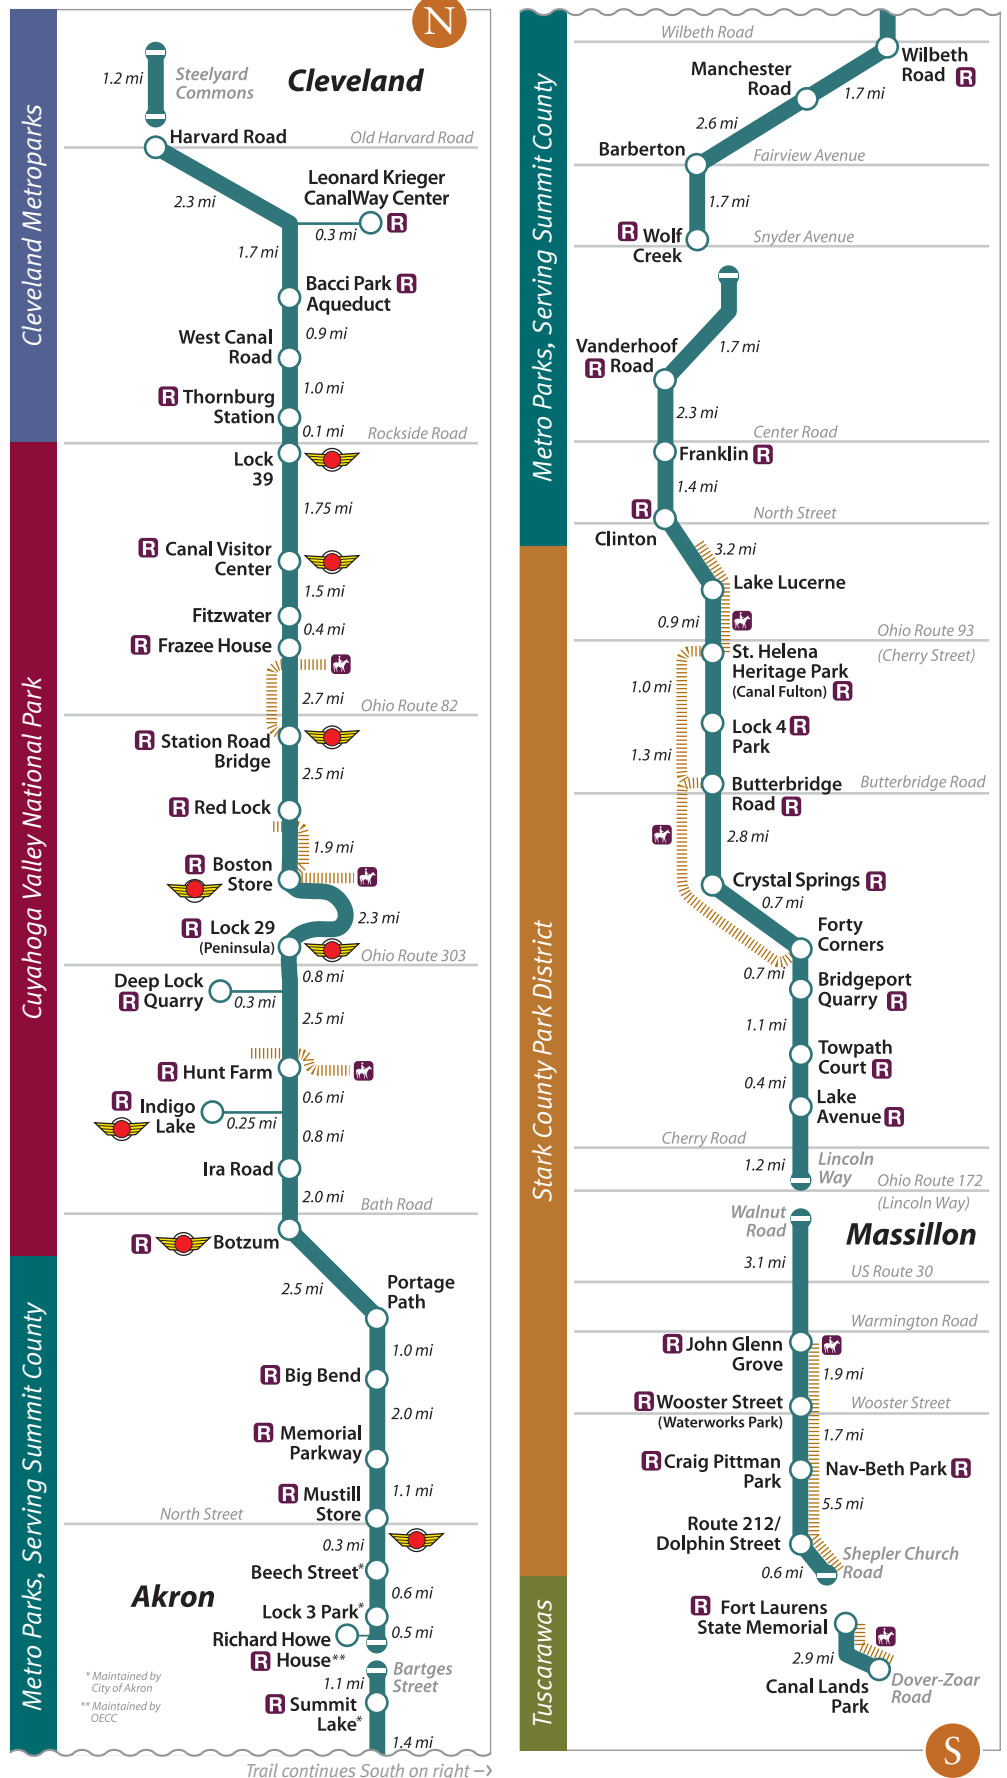 N
Cleveland Metroparks
1.2 mi
Steelyard
Commons
Cleveland
Harvard Road
Old Harvard Road
2.3 mi
Leonard Krieger
CanalWay Center
R
0.3 mi
1.7 mi
Bacci Park R
Aqueduct
0.9 mi
West Canal
Road
1.0 mi
R Thornburg
Station
0.1 mi
Rockside Road
Cuyahoga Valley National Park
Lock
39
1.75 mi
R Canal Visitor
Center
1.5 mi
Fitzwater
0.4 mi
R Frazee House
2.7 mi
Ohio Route 82
R Station Road
Bridge
2.5 mi
R Red Lock
1.9 mi
R Boston
Store
2.3 mi
R Lock 29
(Peninsula)
Ohio Route 303
0.8 mi
Deep Lock
R Quarry
0.3 mi
2.5 mi
R Hunt Farm
0.6 mi
R Indigo
Lake
0.25 mi
0.8 mi
Ira Road
2.0 mi
Bath Road
R Botzum
Metro Parks, Serving Summit County
2.5 mi
Portage
Path
1.0 mi
R Big Bend
2.0 mi
R Memorial
Parkway
1.1 mi
R Mustill
Store
North Street
0.3 mi
Beech Street*
Akron
0.6 mi
Lock 3 Park*
0.5 mi
Richard Howe
R House**
Bartges
Street
* Maintained by
City of Akron
1.1 mi
R Summit
Lake*
** Maintained by
OECC
1.4 mi
Trail continues South on right
Metro Parks, Serving Summit County
Wilbeth Road
Wilbeth
Road R
Manchester
Road
1.7 mi
2.6 mi
Barberton
Fairview Avenue
1.7 mi
R Wolf
Creek
Snyder Avenue
1.7 mi
Vanderhoof
R Road
2.3 mi
Center Road
Franklin R
1.4 mi
R
North Street
Clinton
Stark County Park District
3.2 mi
Lake Lucerne
0.9 mi
Ohio Route 93
(Cherry Street)
St. Helena
Heritage Park
(Canal Fulton) R
1.0 mi
Lock 4 R
Park
1.3 mi
Butterbridge
Road R
Butterbridge Road
2.8 mi
Crystal Springs R
0.7 mi
Forty
Corners
0.7 mi
Bridgeport
Quarry R
1.1 mi
Towpath
Court R
0.4 mi
Lake
Avenue R
Cherry Road
1.2 mi
Lincoln
Way
Ohio Route 172
(Lincoln Way)
Walnut
Road
Massillon
3.1 mi
US Route 30
Warmington Road
R John Glenn
Grove
1.9 mi
R Wooster Street
(Waterworks Park)
Wooster Street
1.7 mi
R Craig Pittman
Park
Nav-Beth Park R
5.5 mi
Route 212/
Dolphin Street
0.6 mi
Shepler Church
Road
Tuscarawas
R Fort Laurens
State Memorial
2.9 mi
Canal Lands
Park
Dover-Zoar
Road
S